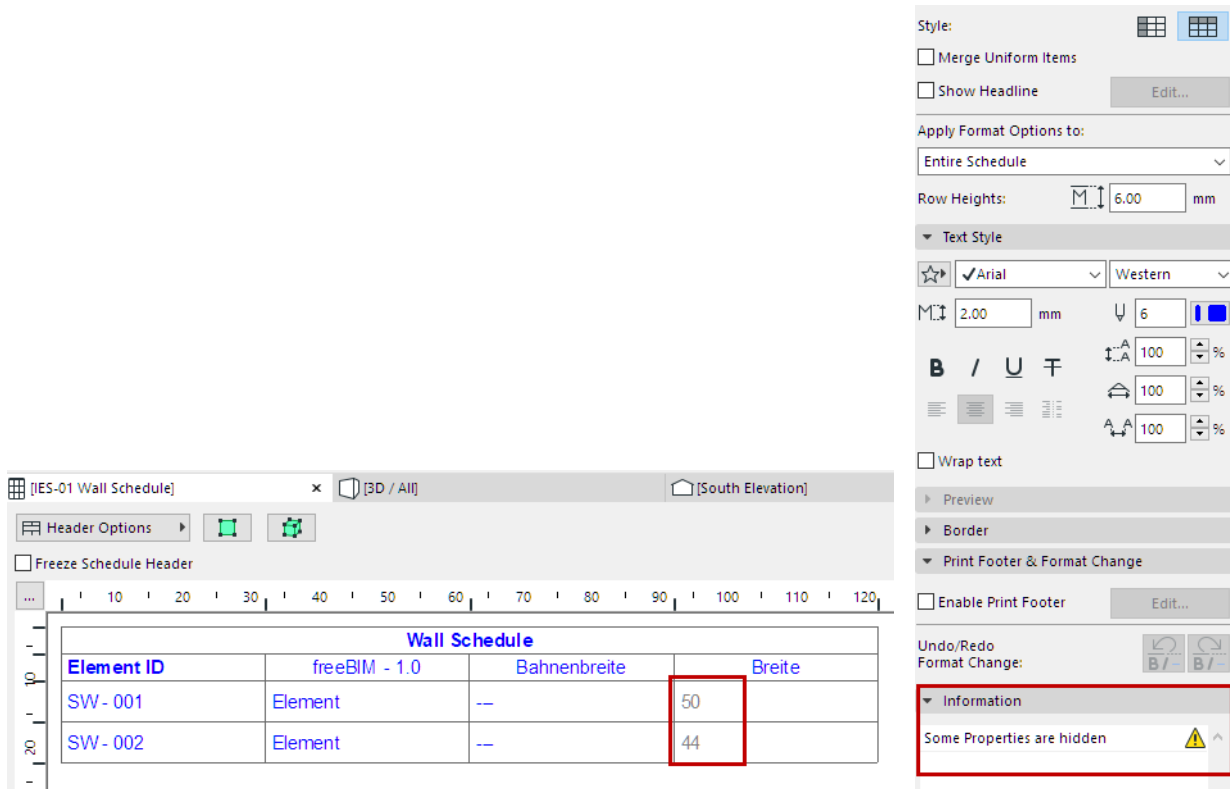 Style:
Merge Uniform Items
Show Headline
Edit...
Apply Format Options to:
Entire Schedule
Row Heights:
M
6.00
mm
Text Style
Arial
Western
M
2.00
mm
6
B I U T
A
A
100
%
100
%
A A
100
%
Wrap text
Preview
Border
Print Footer & Format Change
Enable Print Footer
Edit...
Undo/Redo
Format Change:
B I –
B I –
Information
Some Properties are hidden
[IES-01 Wall Schedule]
[3D / All]
[South Elevation]
Header Options
Freeze Schedule Header
...
10 20 30 40 50 60 70 80 90 100 110 120
10
20
Wall Schedule
Element ID freeBIM - 1.0 Bahnenbreite Breite
SW - 001 Element --- 50
SW - 002 Element --- 44